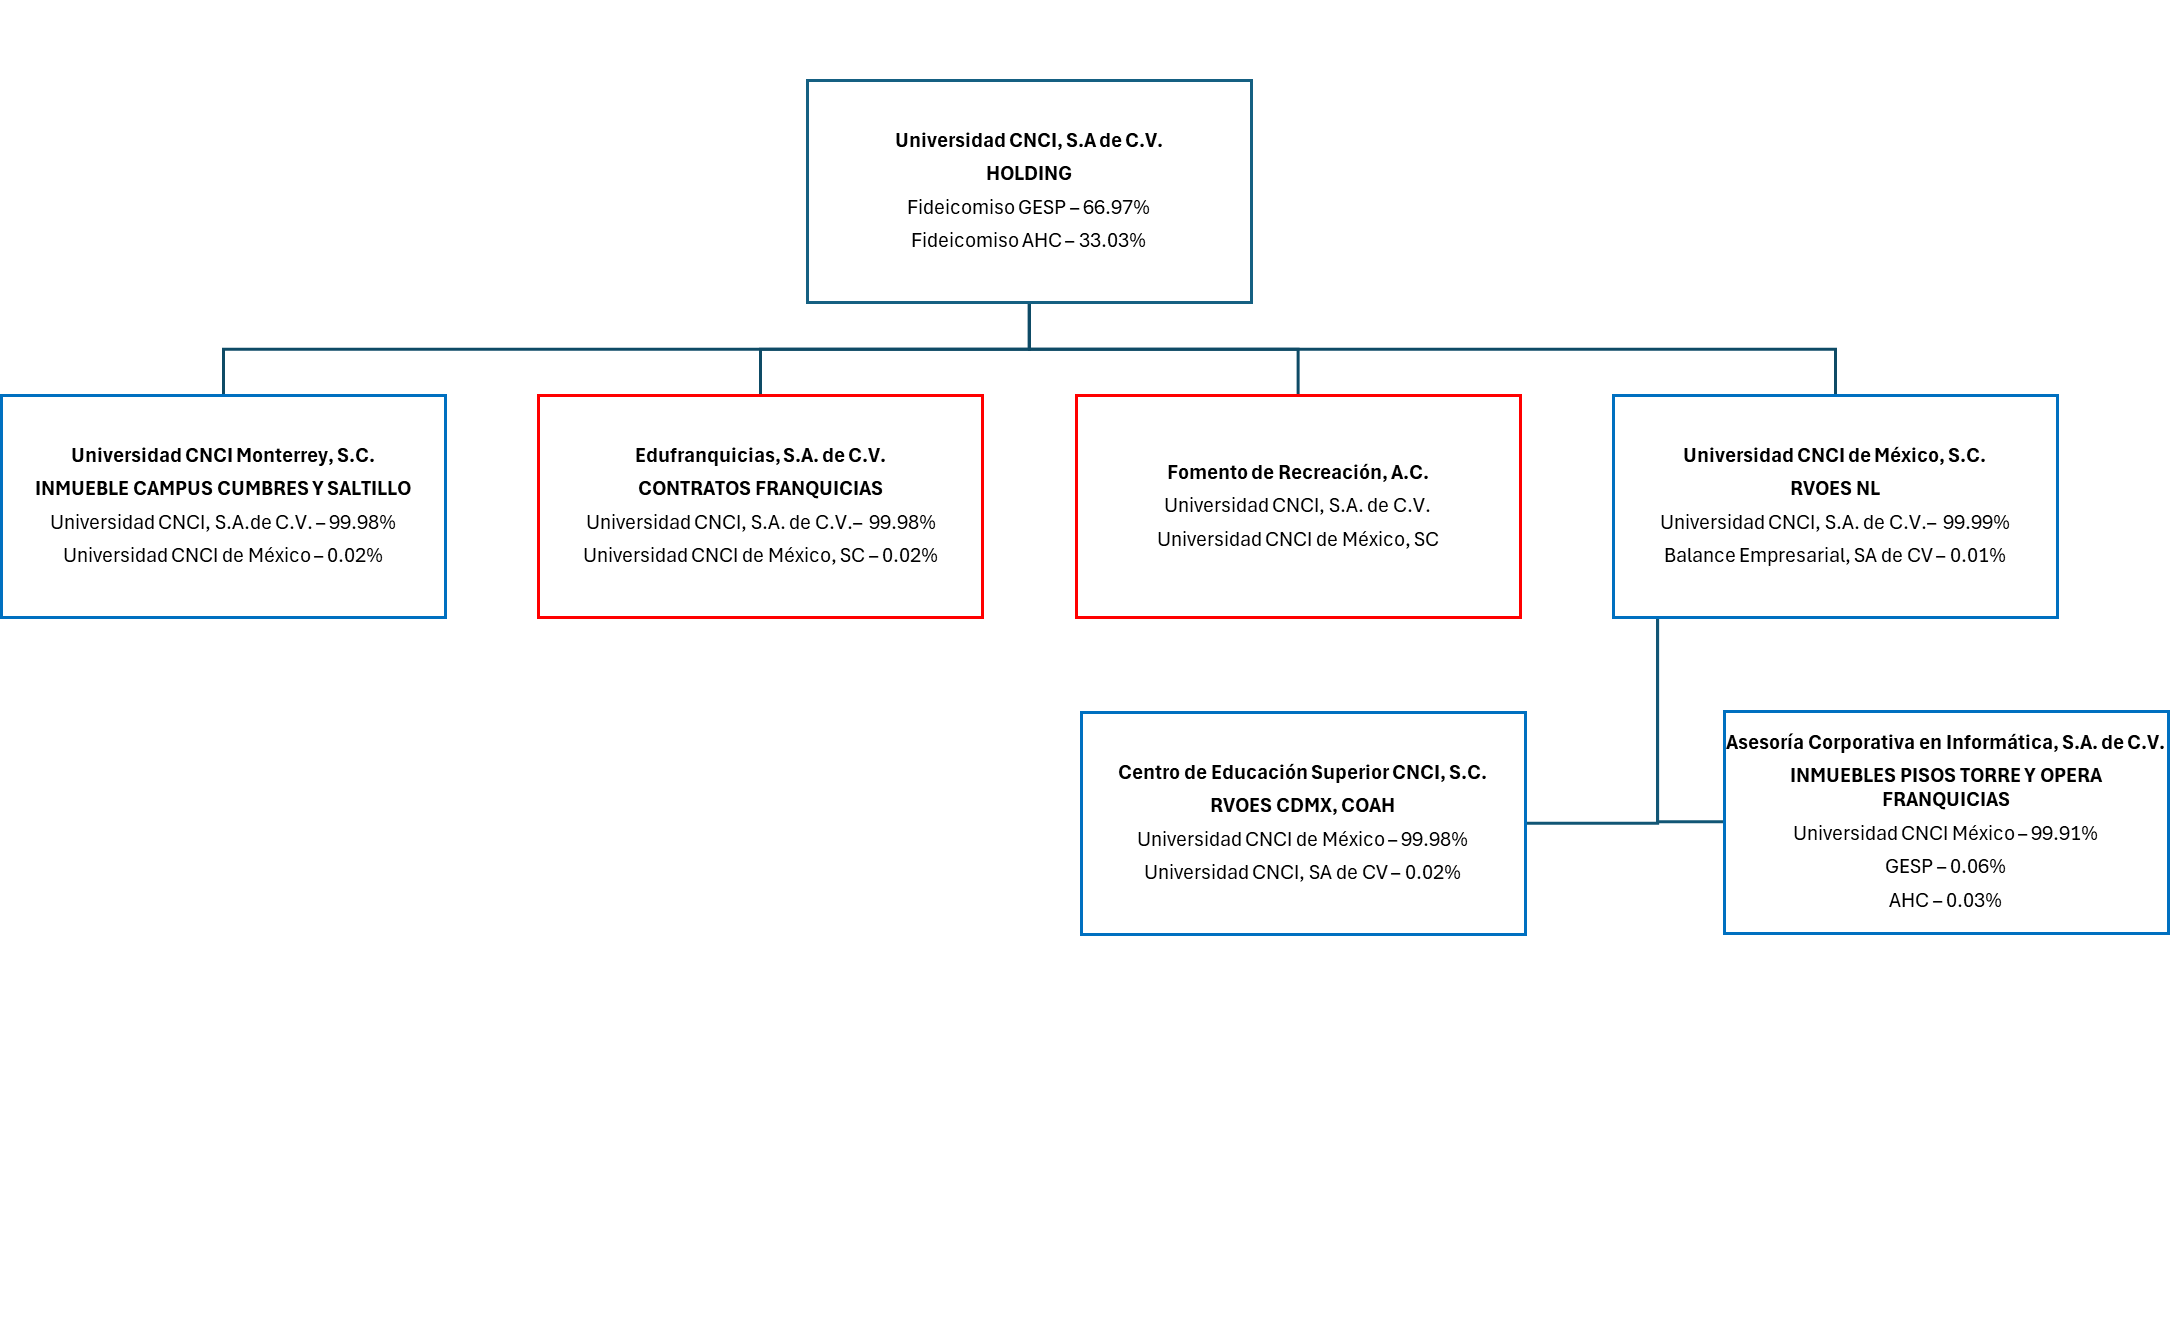 Universidad CNCI, S.A de C.V.
HOLDING
Fideicomiso GESP – 66.97%
Fideicomiso AHC – 33.03%
Universidad CNCI Monterrey, S.C.
INMUEBLE CAMPUS CUMBRES Y SALTILLO
Universidad CNCI, S.A.de C.V. – 99.98%
Universidad CNCI de México – 0.02%
Edufranquicias, S.A. de C.V.
CONTRATOS FRANQUICIAS
Universidad CNCI, S.A. de C.V.– 99.98%
Universidad CNCI de México, SC – 0.02%
Fomento de Recreación, A.C.
Universidad CNCI, S.A. de C.V.
Universidad CNCI de México, SC
Universidad CNCI de México, S.C.
RVOES NL
Universidad CNCI, S.A. de C.V.– 99.99%
Balance Empresarial, SA de CV – 0.01%
Centro de Educación Superior CNCI, S.C.
RVOES CDMX, COAH
Universidad CNCI de México – 99.98%
Universidad CNCI, SA de CV – 0.02%
Asesoría Corporativa en Informática, S.A. de C.V.
INMUEBLES PISOS TORRE Y OPERA
FRANQUICIAS
Universidad CNCI México – 99.91%
GESP – 0.06%
AHC – 0.03%